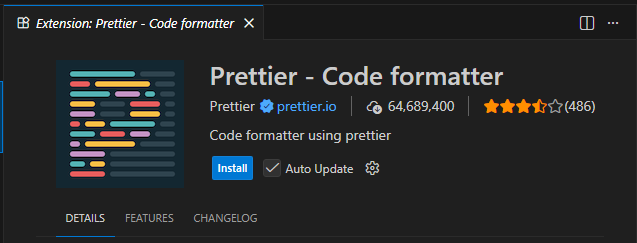 Extension: Prettier - Code formatter
Prettier - Code formatter
Prettier prettier.io 64,689,400 (486)
Code formatter using prettier
Install Auto Update
DETAILS FEATURES CHANGELOG